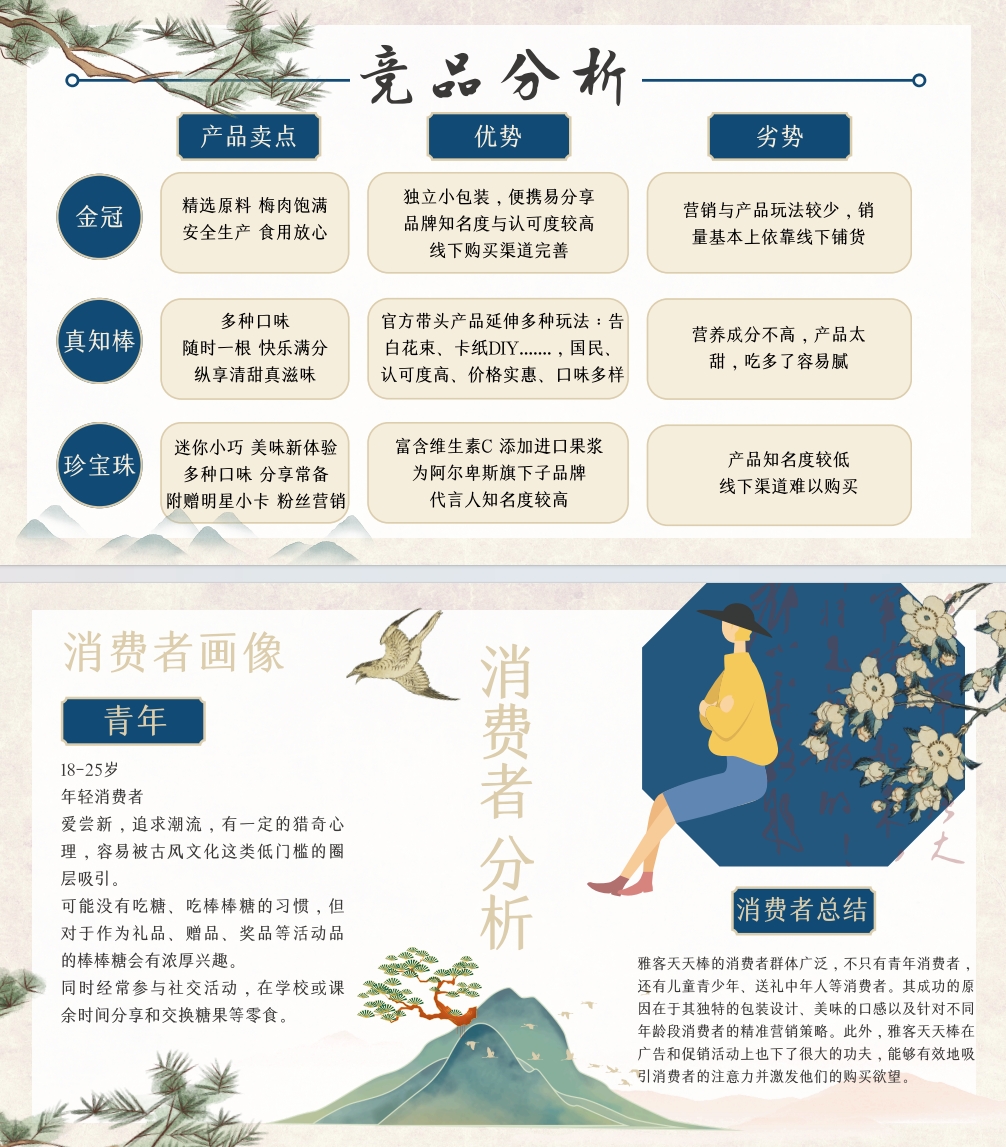 竞品分析
产品卖点
优势
劣势
金冠
精选原料 梅肉饱满
安全生产 食用放心
独立小包装，便携易分享
品牌知名度与认可度较高
线下购买渠道完善
营销与产品玩法较少，销
量基本上依靠线下铺货
真知棒
多种口味
随时一根 快乐满分
纵享清甜真滋味
官方带头产品延伸多种玩法：告
白花束、卡纸DIY.......，国民、
认可度高、价格实惠、口味多样
营养成分不高，产品太
甜，吃多了容易腻
珍宝珠
迷你小巧 美味新体验
多种口味 分享常备
附赠明星小卡 粉丝营销
富含维生素C 添加进口果浆
为阿尔卑斯旗下子品牌
代言人知名度较高
产品知名度较低
线下渠道难以购买
消费者画像
青年
18-25岁
年轻消费者
爱尝新，追求潮流，有一定的猎奇心
理，容易被古风文化这类低门槛的圈
层吸引。
可能没有吃糖、吃棒棒糖的习惯，但
对于作为礼品、赠品、奖品等活动品
的棒棒糖会有浓厚兴趣。
同时经常参与社交活动，在学校或课
余时间分享和交换糖果等零食。
消费者分析
消费者总结
雅客天天棒的消费者群体广泛，不只有青年消费者，
还有儿童青少年、送礼中年人等消费者。其成功的原
因在于其独特的包装设计、美味的口感以及针对不同
年龄段消费者的精准营销策略。此外，雅客天天棒在
广告和促销活动上也下了很大的功夫，能够有效地吸
引消费者的注意力并激发他们的购买欲望。